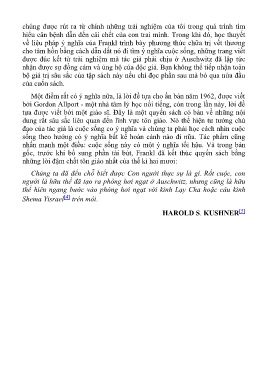 chúng được rút ra từ chính những trải nghiệm của tôi trong quá trình tìm
hiểu căn bệnh dẫn đến cái chết của con trai mình. Trong khi đó, học thuyết
về liệu pháp ý nghĩa của Frankl trình bày phương thức chữa trị vết thương
cho tâm hồn bằng cách dẫn dắt nó đi tìm ý nghĩa cuộc sống, những trang viết
được đúc kết từ trải nghiệm mà tác giả phải chịu ở Auschwitz đã lập tức
nhận được sự đồng cảm và ủng hộ của độc giả. Bạn không thể tiếp nhận toàn
bộ giá trị sâu sắc của tập sách này nếu chỉ đọc phần sau mà bỏ qua nửa đầu
của cuốn sách.
Một điểm rất có ý nghĩa nữa, là lời đề tựa cho ấn bản năm 1962, được viết
bởi Gordon Allport - một nhà tâm lý học nổi tiếng, còn trong lần này, lời đề
tựa được viết bởi một giáo sĩ. Đây là một quyển sách cô bản về những nội
dung rất sâu sắc liên quan đến lĩnh vực tôn giáo. Nó thể hiện tư tưởng chủ
đạo của tác giả là cuộc sống có ý nghĩa và chúng ta phải học cách nhìn cuộc
sống theo hướng có ý nghĩa bất kể hoàn cảnh nào đi nữa. Tác phẩm cũng
nhấn mạnh một điều: cuộc sống này có một ý nghĩa tối hậu. Và trong bản
gốc, trước khi bổ sung phần tái bút, Frankl đã kết thúc quyển sách bằng
những lời đậm chất tôn giáo nhất của thế kỉ hai mươi:
Chúng ta đã đến chỗ biết được Con người thực sự là gì. Rốt cuộc, con
người là hữu thể đã tạo ra phòng hơi ngạt ở Auschwitz, nhưng cũng là hữu
thể hiên ngang bước vào phòng hơi ngạt với kinh Lạy Cha hoặc câu kinh
Shema Yisrael[4] trên môi.
HAROLD S. KUSHNER[5]